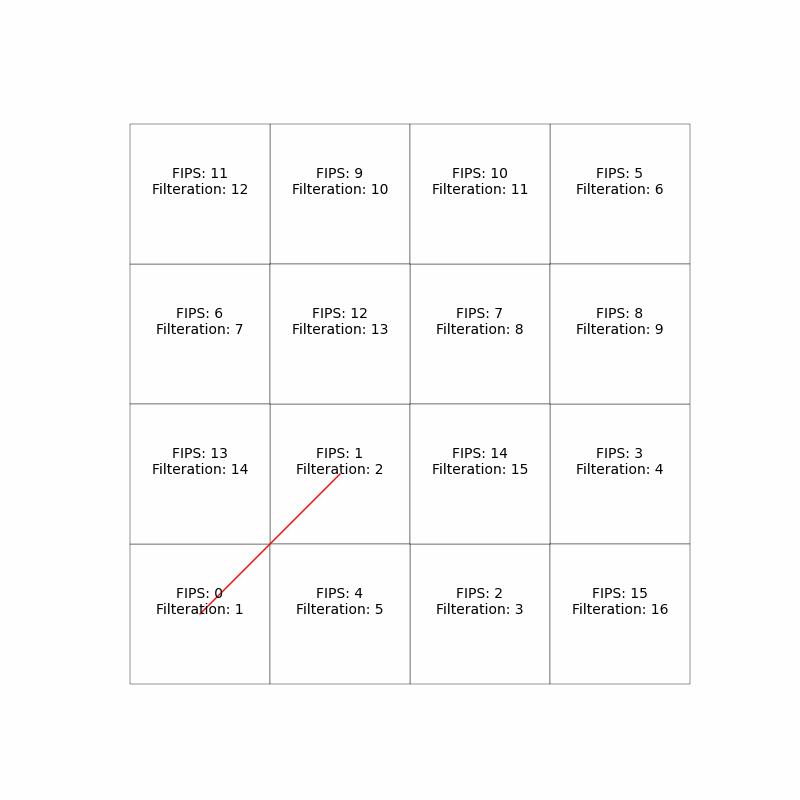 FIPS: 11
Filteration: 12
FIPS: 9
Filteration: 10
FIPS: 10
Filteration: 11
FIPS: 5
Filteration: 6
FIPS: 6
Filteration: 7
FIPS: 12
Filteration: 13
FIPS: 7
Filteration: 8
FIPS: 8
Filteration: 9
FIPS: 13
Filteration: 14
FIPS: 1
Filteration: 2
FIPS: 14
Filteration: 15
FIPS: 3
Filteration: 4
FIPS: 0
Filteration: 1
FIPS: 4
Filteration: 5
FIPS: 2
Filteration: 3
FIPS: 15
Filteration: 16